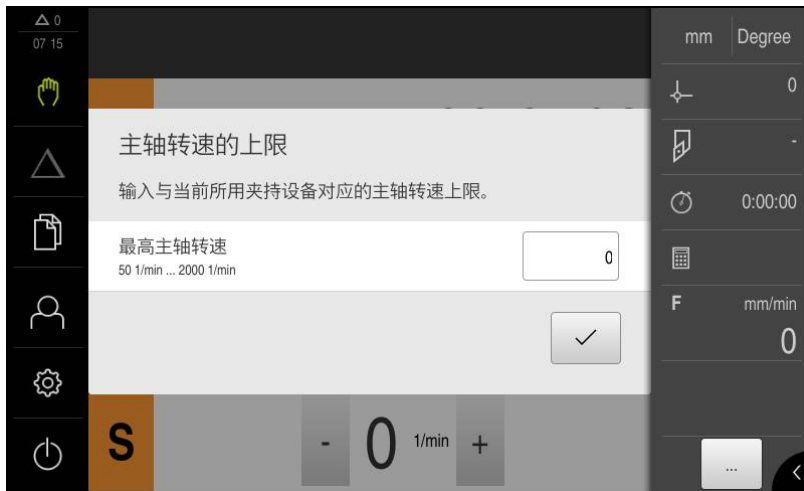 0
07 15
mm Degree
0
主轴转速的上限
输入与当前所用夹持设备对应的主轴转速上限。
-
0:00:00
最高主轴转速
50 1/min ... 2000 1/min
0
F mm/min
0
S - 0 1/min +
...